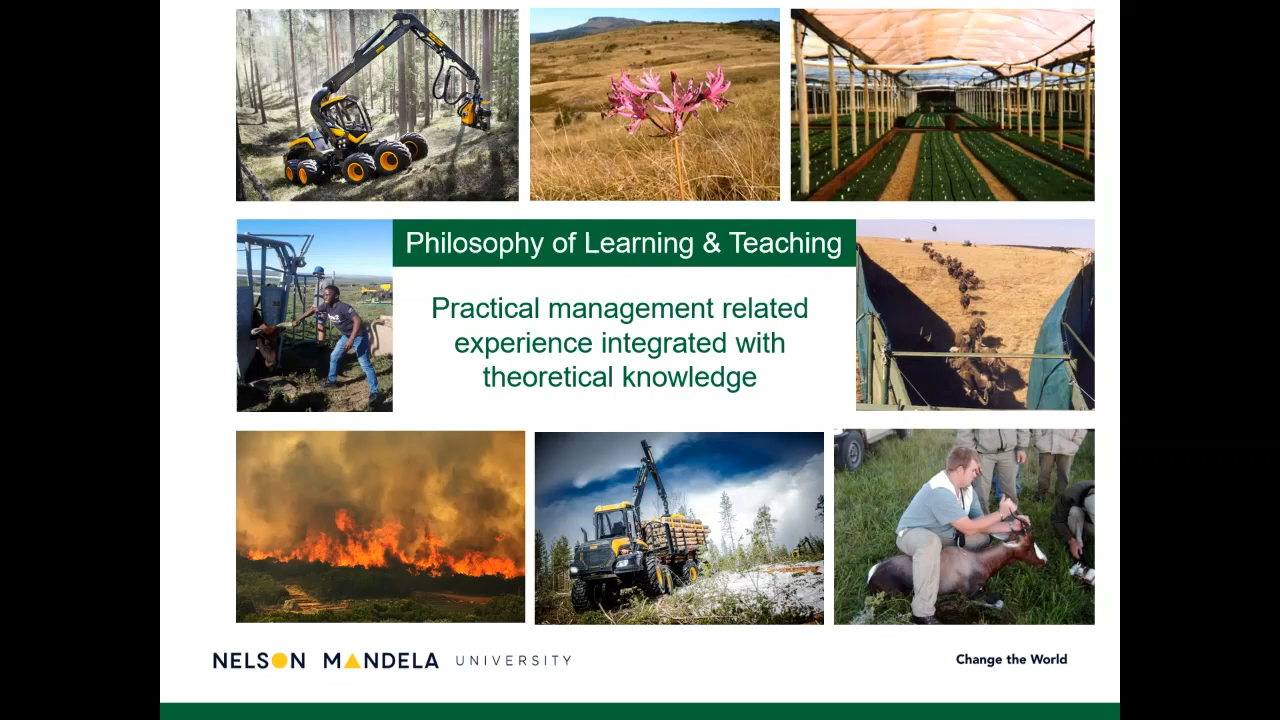 Philosophy of Learning & Teaching
Practical management related
experience integrated with
theoretical knowledge
NELSON MANDELA UNIVERSITY
Change the World